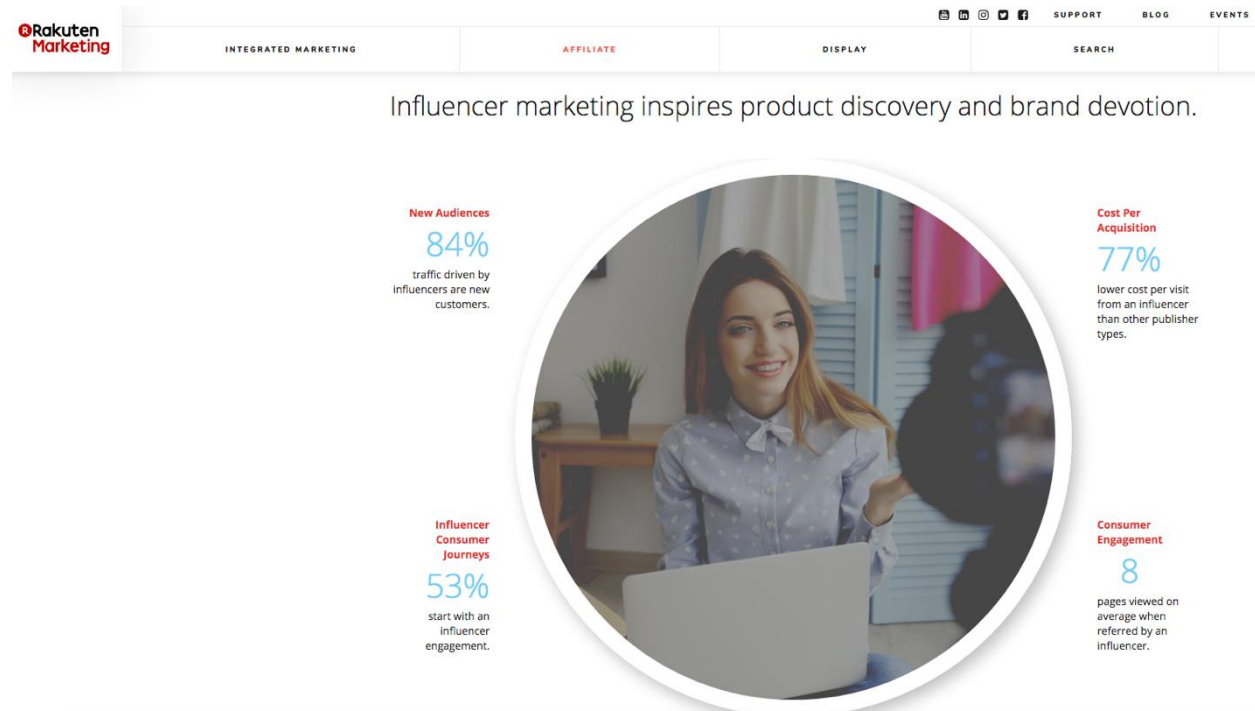 SUPPORT BLOG EVENTS
Rakuten
Marketing
INTEGRATED MARKETING AFFILIATE DISPLAY SEARCH
Influencer marketing inspires product discovery and brand devotion.
New Audiences
84%
traffic driven by
influencers are new
customers.
Cost Per
Acquisition
77%
lower cost per visit
from an influencer
than other publisher
types.
Influencer
Consumer
Journeys
53%
start with an
influencer
engagement.
Consumer
Engagement
8
pages viewed on
average when
referred by an
influencer.